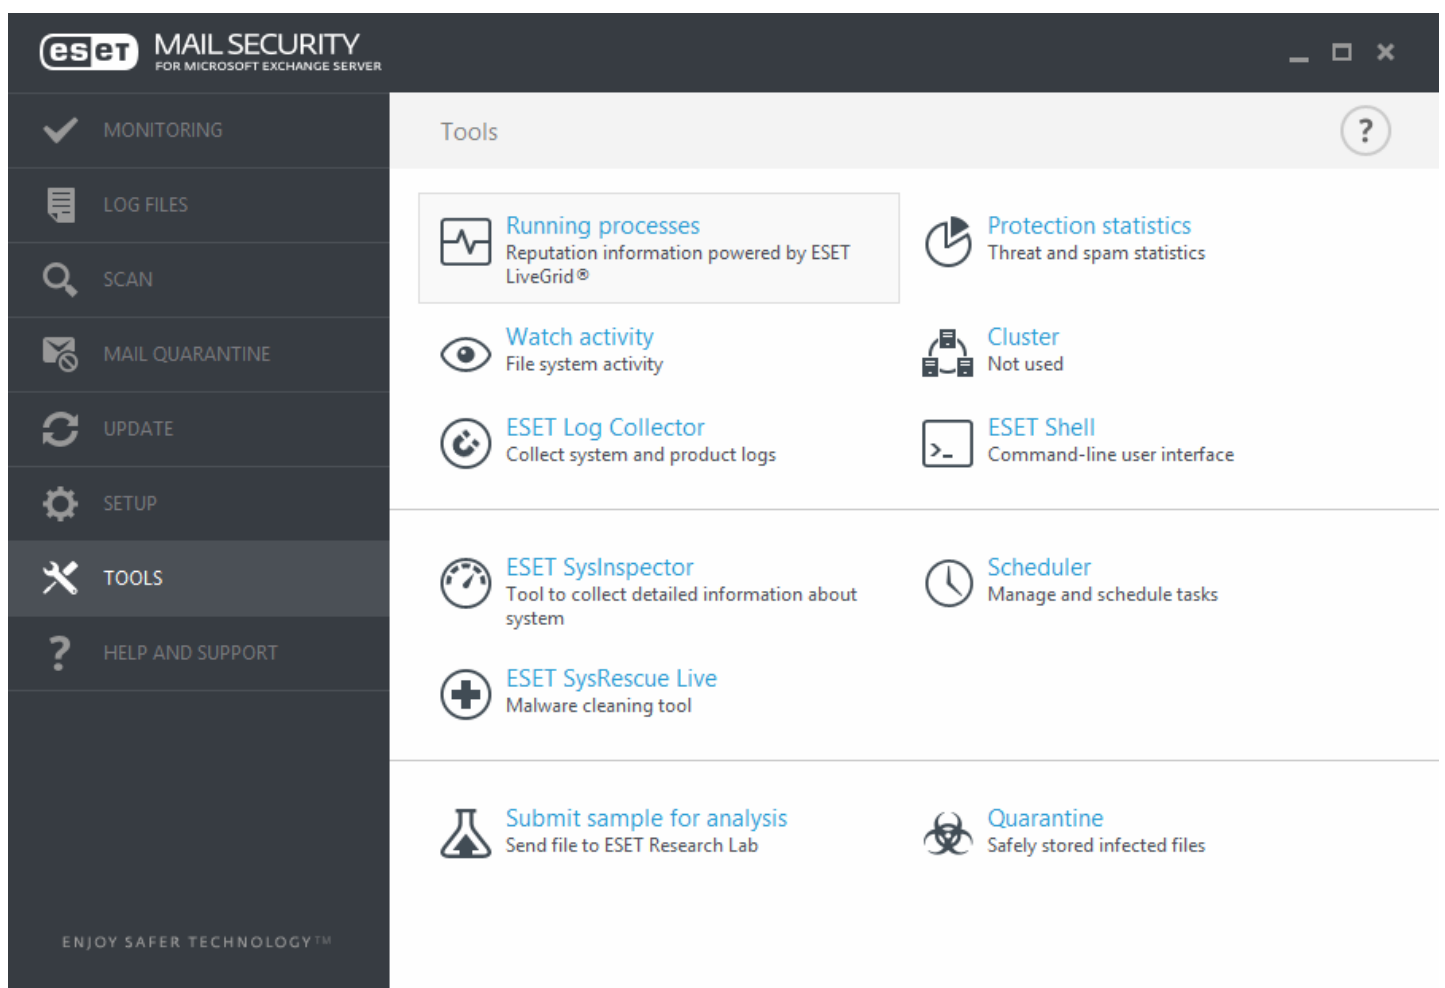 eseT MAIL SECURITY
FOR MICROSOFT EXCHANGE SERVER
MONITORING
LOG FILES
SCAN
MAIL QUARANTINE
UPDATE
SETUP
TOOLS
HELP AND SUPPORT
ENJOY SAFER TECHNOLOGY™
Tools
?
Running processes
Reputation information powered by ESET
LiveGrid®
Protection statistics
Threat and spam statistics
Watch activity
File system activity
Cluster
Not used
ESET Log Collector
Collect system and product logs
ESET Shell
Command-line user interface
ESET SysInspector
Tool to collect detailed information about
system
Scheduler
Manage and schedule tasks
ESET SysRescue Live
Malware cleaning tool
Submit sample for analysis
Send file to ESET Research Lab
Quarantine
Safely stored infected files